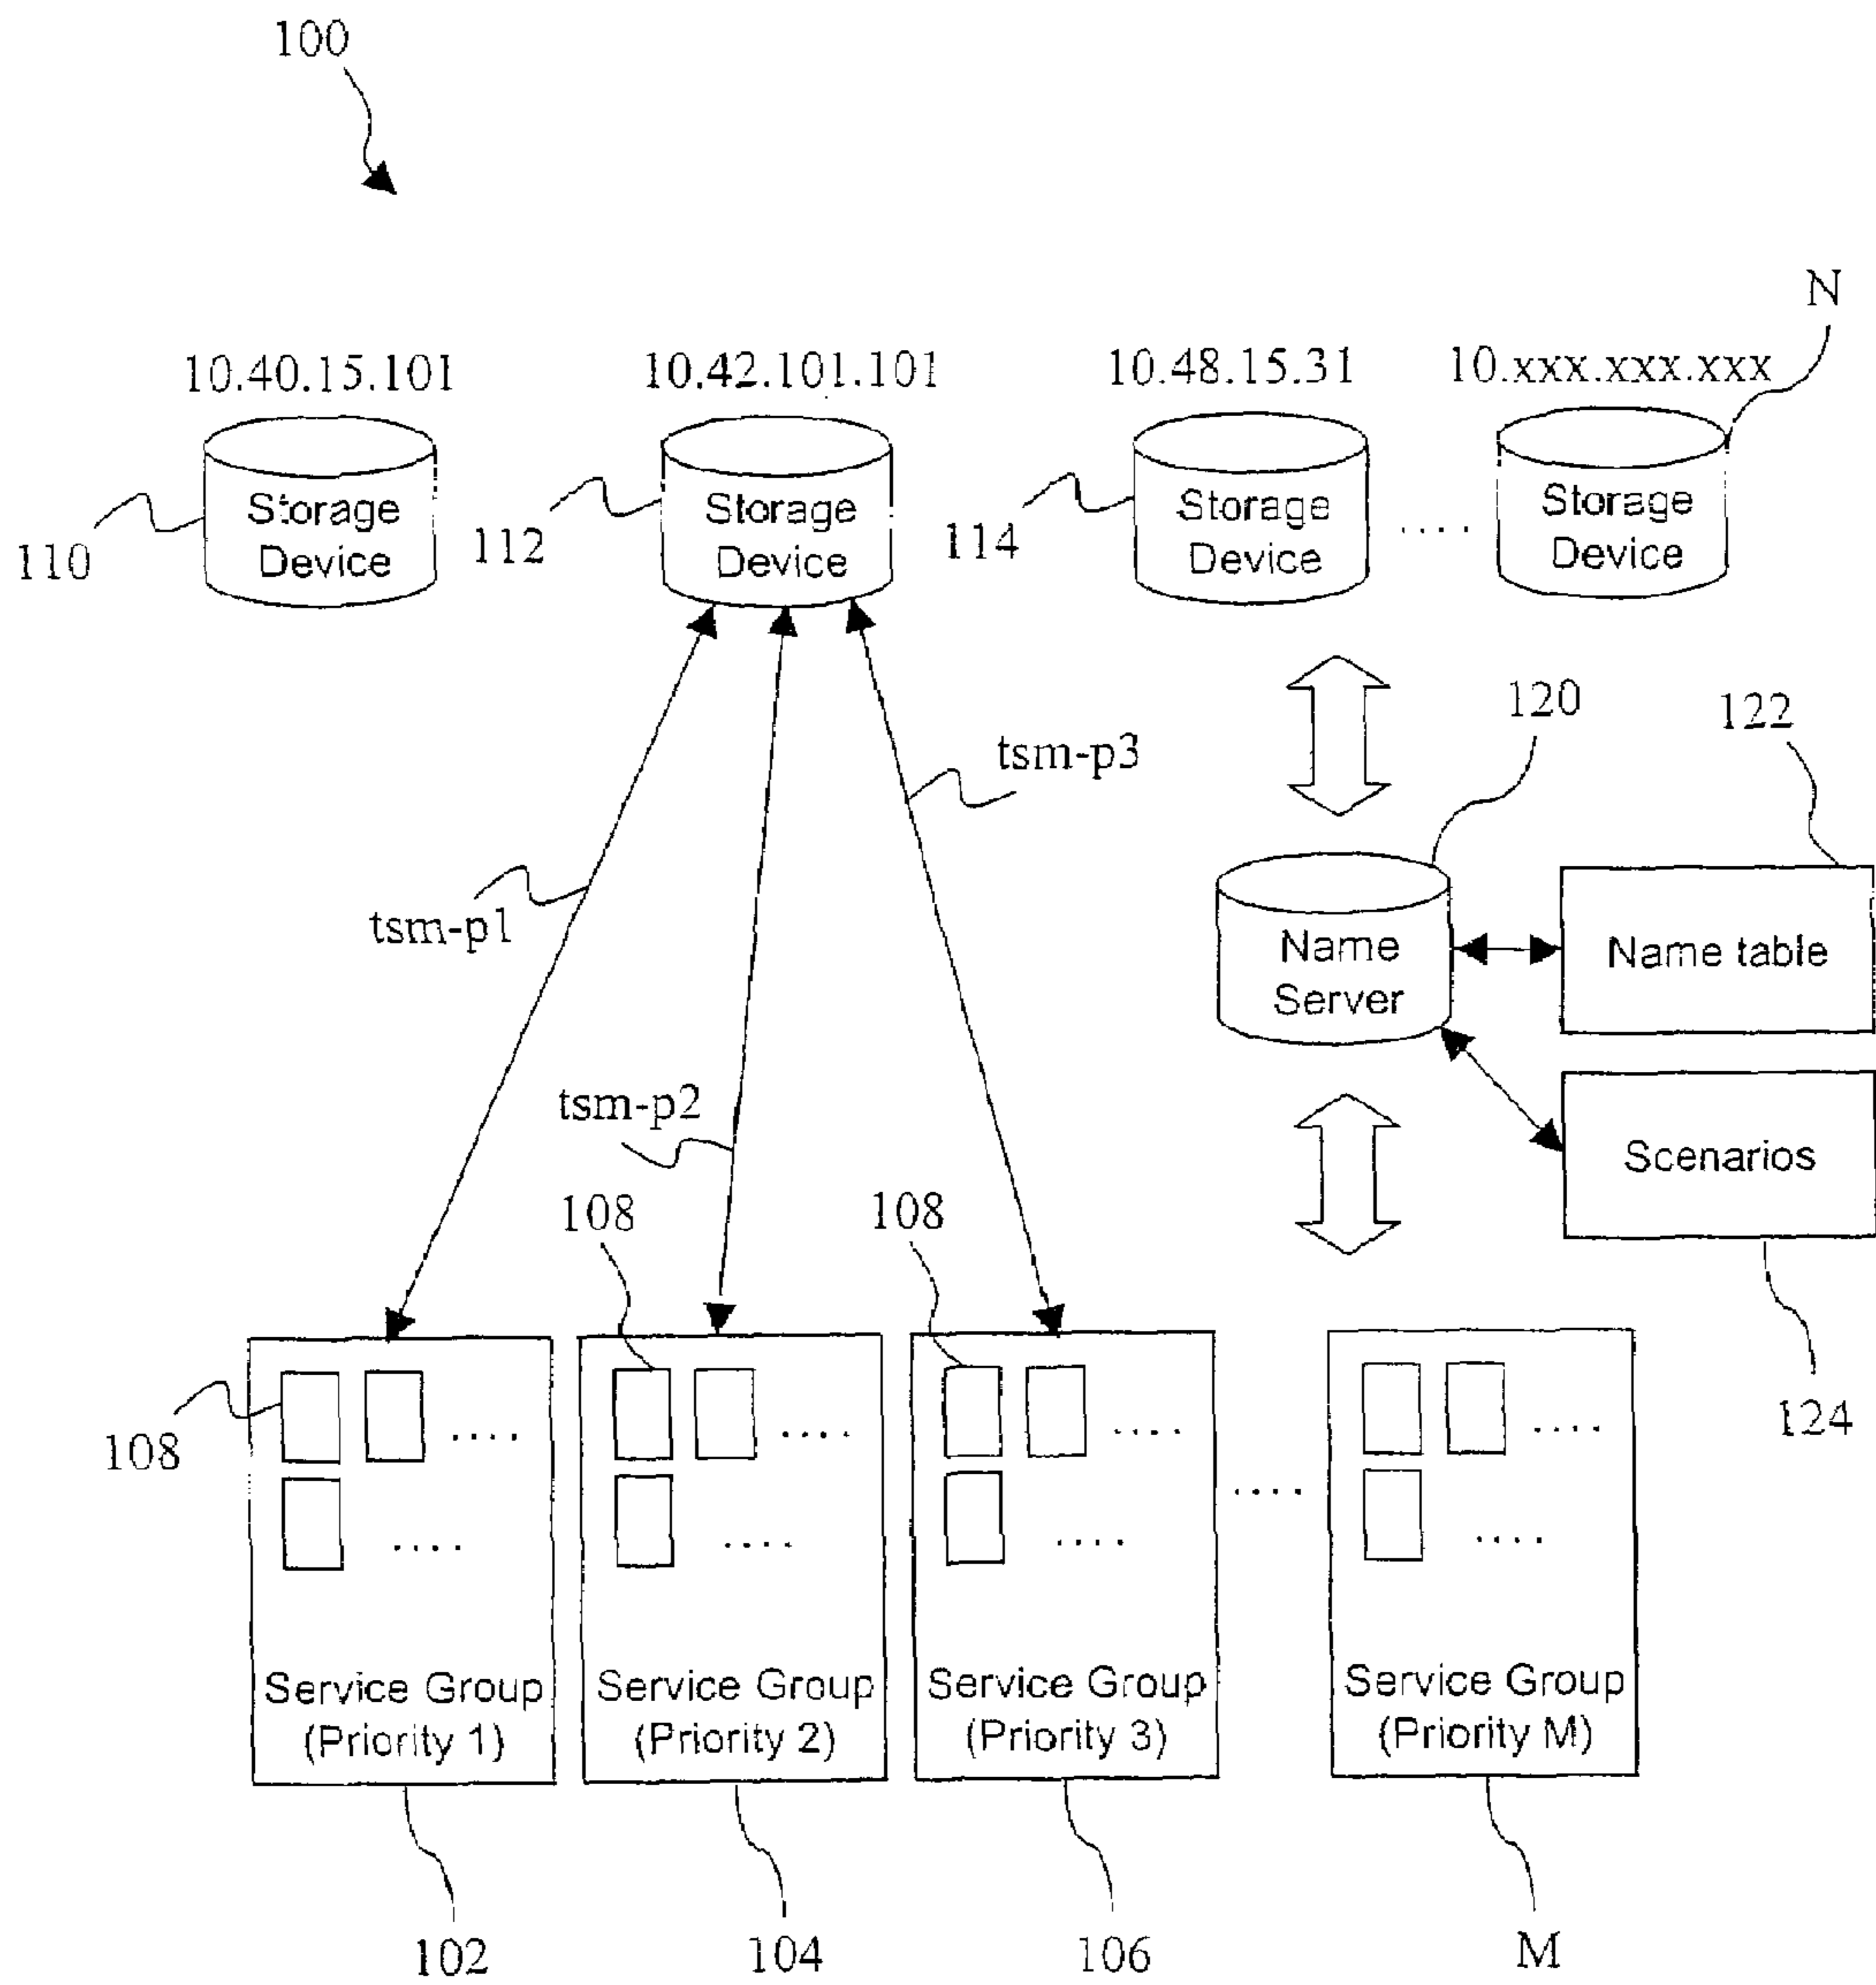 100
N
10.40.15.101
10.42.101.101
10.48.15.31
10.xxx.xxx.xxx
Storage
Device
Storage
Device
Storage
Device
....
Storage
Device
110
112
114
120
122
tsm-p3
tsm-p1
Name
Server
Name table
tsm-p2
Scenarios
108
108
108
124
....
....
....
....
....
....
....
....
....
Service Group
(Priority 1)
Service Group
(Priority 2)
Service Group
(Priority 3)
Service Group
(Priority M)
102
104
106
M